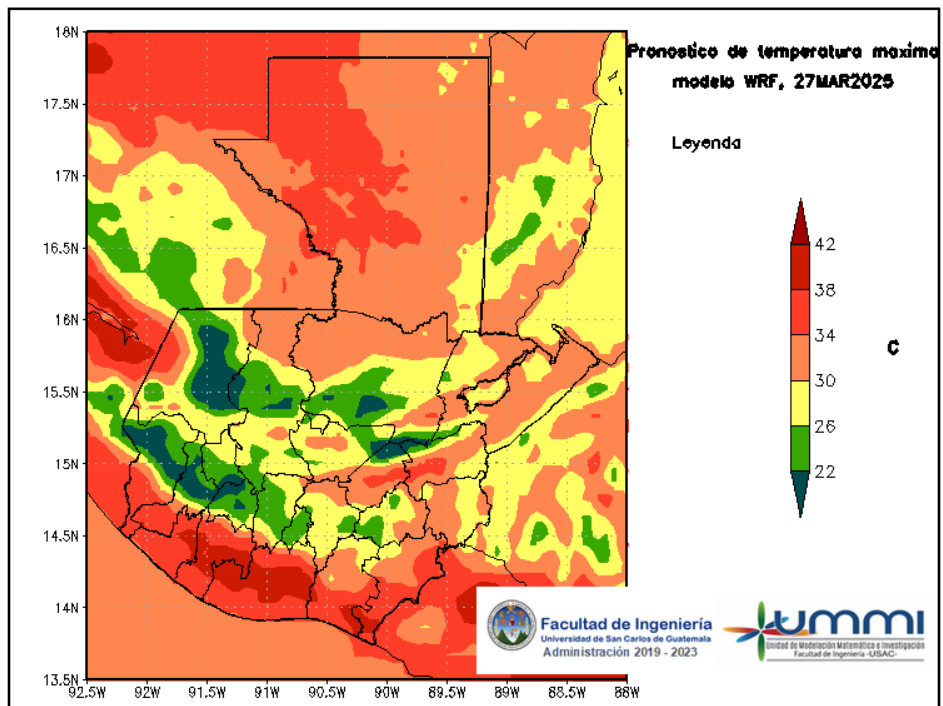 Pronostico de temperatura maxima
modelo WRF, 27MAR2025
Leyenda
42
38
34
30
26
22
C
18N
17.5N
17N
16.5N
16N
15.5N
15N
14.5N
14N
13.5N
92.5W
92W
91.5W
91W
90.5W
90W
89.5W
89W
88.5W
88W
Facultad de Ingeniería
Universidad de San Carlos de Guatemala
Administración 2019 - 2023
ummi
Unidad de Modelación Matemática e Investigación
Facultad de Ingeniería -USAC-